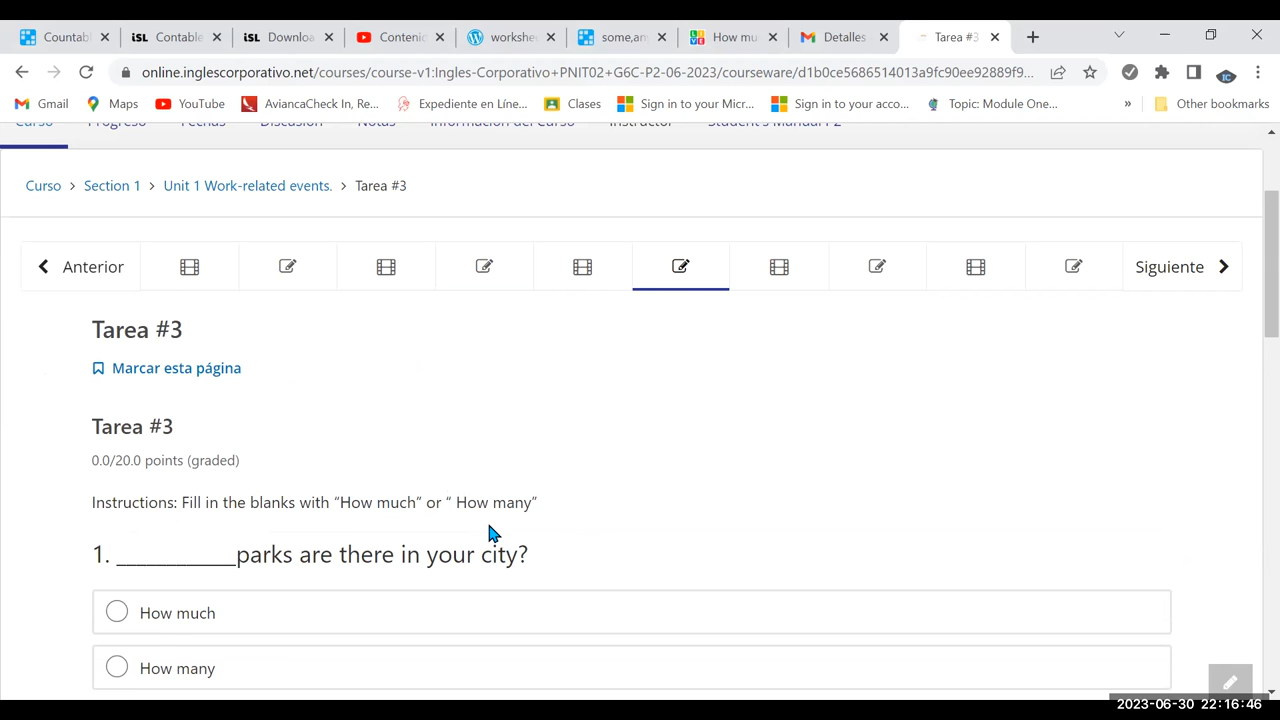 Countabl
ISL Contable
ISL Downloa
Contenic
workshe
some,an
LIVE How mu
Detalles
Tarea #3
online.inglescorporativo.net/courses/course-v1:Ingles-Corporativo+PNIT02+G6C-P2-06-2023/courseware/d1b0ce5686514013a9fc90ee92889f9...
Gmail
Maps
YouTube
AviancaCheck In, Re...
Expediente en Líne...
Clases
Sign in to your Micr...
Sign in to your acco...
Topic: Module One...
»
Other bookmarks
Curso Progreso Fechas Discusión Notas Información del Curso Instructor Student's Manual P2
Curso > Section 1 > Unit 1 Work-related events. > Tarea #3
Anterior
Siguiente
Tarea #3
Marcar esta página
Tarea #3
0.0/20.0 points (graded)
Instructions: Fill in the blanks with “How much” or “ How many”
1. __________parks are there in your city?
How much
How many
2023-06-30 22:16:46